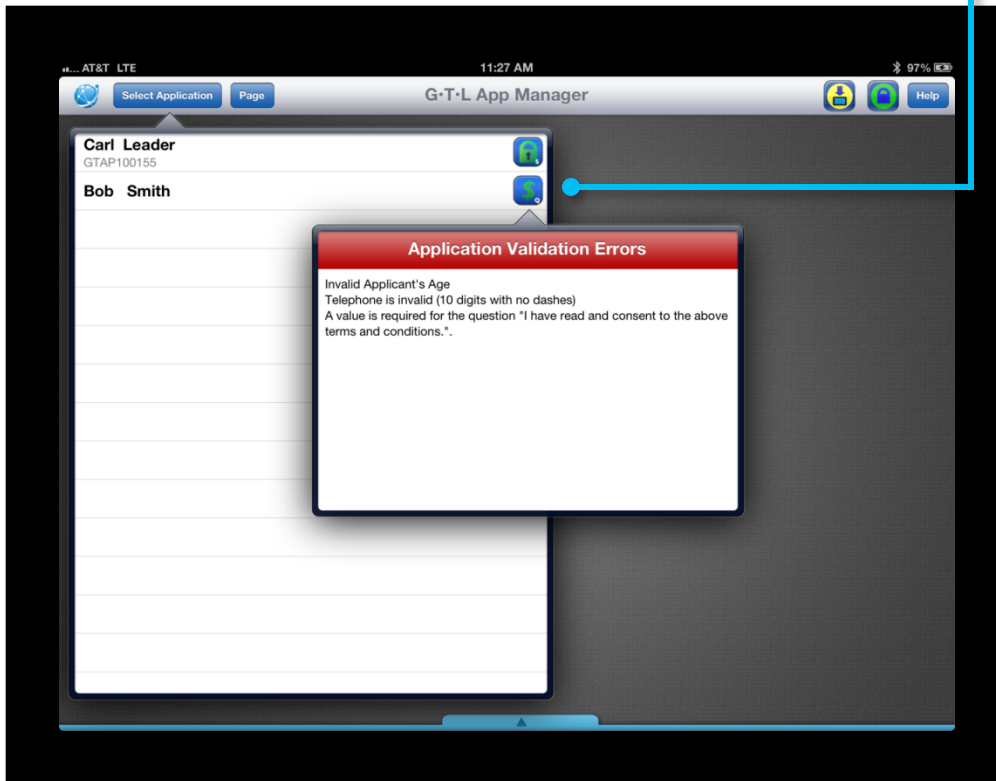 AT&T LTE 11:27 AM 97%
Select Application Page G·T·L App Manager Help
Carl Leader
GTAP100155
S
Bob Smith
$ Q
Application Validation Errors
Invalid Applicant's Age
Telephone is invalid (10 digits with no dashes)
A value is required for the question "I have read and consent to the above
terms and conditions.".